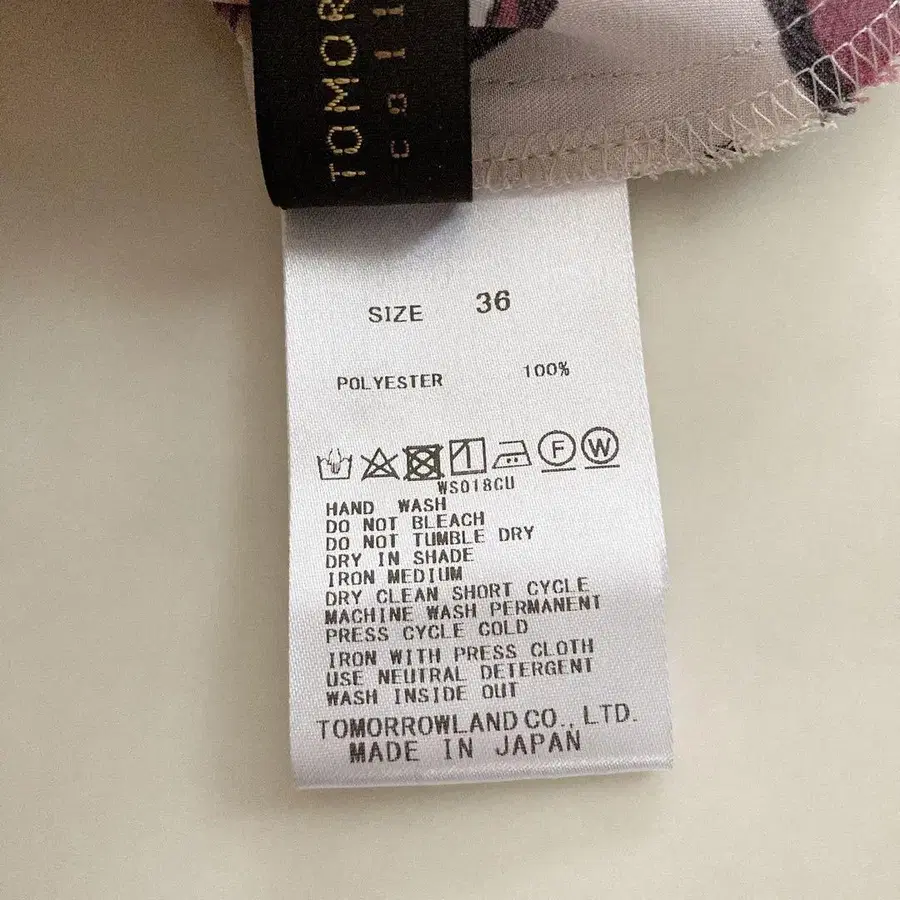 TOMOR
SIZE 36
POLYESTER 100%
F W
WS018CU
HAND WASH
DO NOT BLEACH
DO NOT TUMBLE DRY
DRY IN SHADE
IRON MEDIUM
DRY CLEAN SHORT CYCLE
MACHINE WASH PERMANENT
PRESS CYCLE COLD
IRON WITH PRESS CLOTH
USE NEUTRAL DETERGENT
WASH INSIDE OUT
TOMORROWLAND CO., LTD.
MADE IN JAPAN